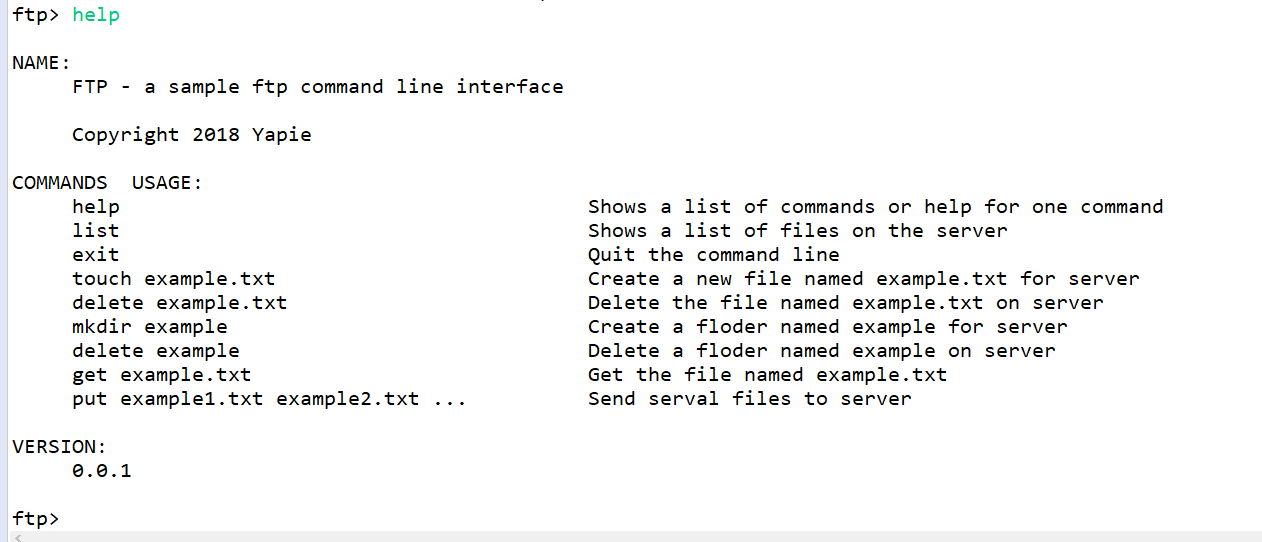 ftp> help
NAME:
FTP - a sample ftp command line interface
Copyright 2018 Yapie
COMMANDS  USAGE:
help Shows a list of commands or help for one command
list Shows a list of files on the server
exit Quit the command line
touch example.txt Create a new file named example.txt for server
delete example.txt Delete the file named example.txt on server
mkdir example Create a floder named example for server
delete example Delete a floder named example on server
get example.txt Get the file named example.txt
put example1.txt example2.txt ... Send serval files to server
VERSION:
0.0.1
ftp>